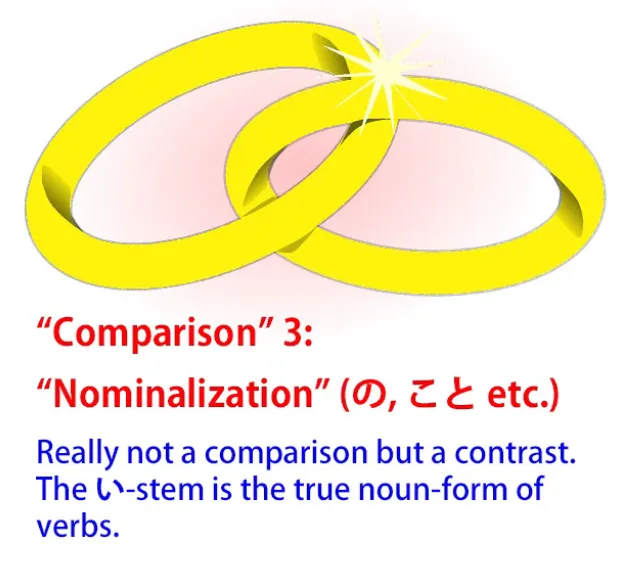 “Comparison” 3:
“Nominalization” (の, こと etc.)
Really not a comparison but a contrast.
The い-stem is the true noun-form of
verbs.